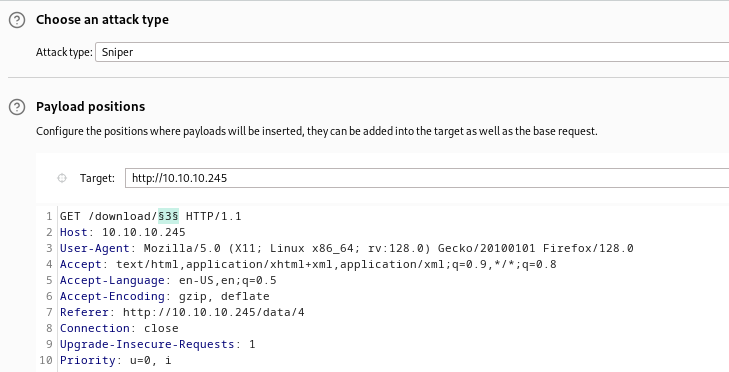 ? Choose an attack type
Attack type: Sniper
? Payload positions
Configure the positions where payloads will be inserted, they can be added into the target as well as the base request.
Target: http://10.10.10.245
1 GET /download/§3§ HTTP/1.1
2 Host: 10.10.10.245
3 User-Agent: Mozilla/5.0 (X11; Linux x86_64; rv:128.0) Gecko/20100101 Firefox/128.0
4 Accept: text/html,application/xhtml+xml,application/xml;q=0.9,*/*;q=0.8
5 Accept-Language: en-US,en;q=0.5
6 Accept-Encoding: gzip, deflate
7 Referer: http://10.10.10.245/data/4
8 Connection: close
9 Upgrade-Insecure-Requests: 1
10 Priority: u=0, i